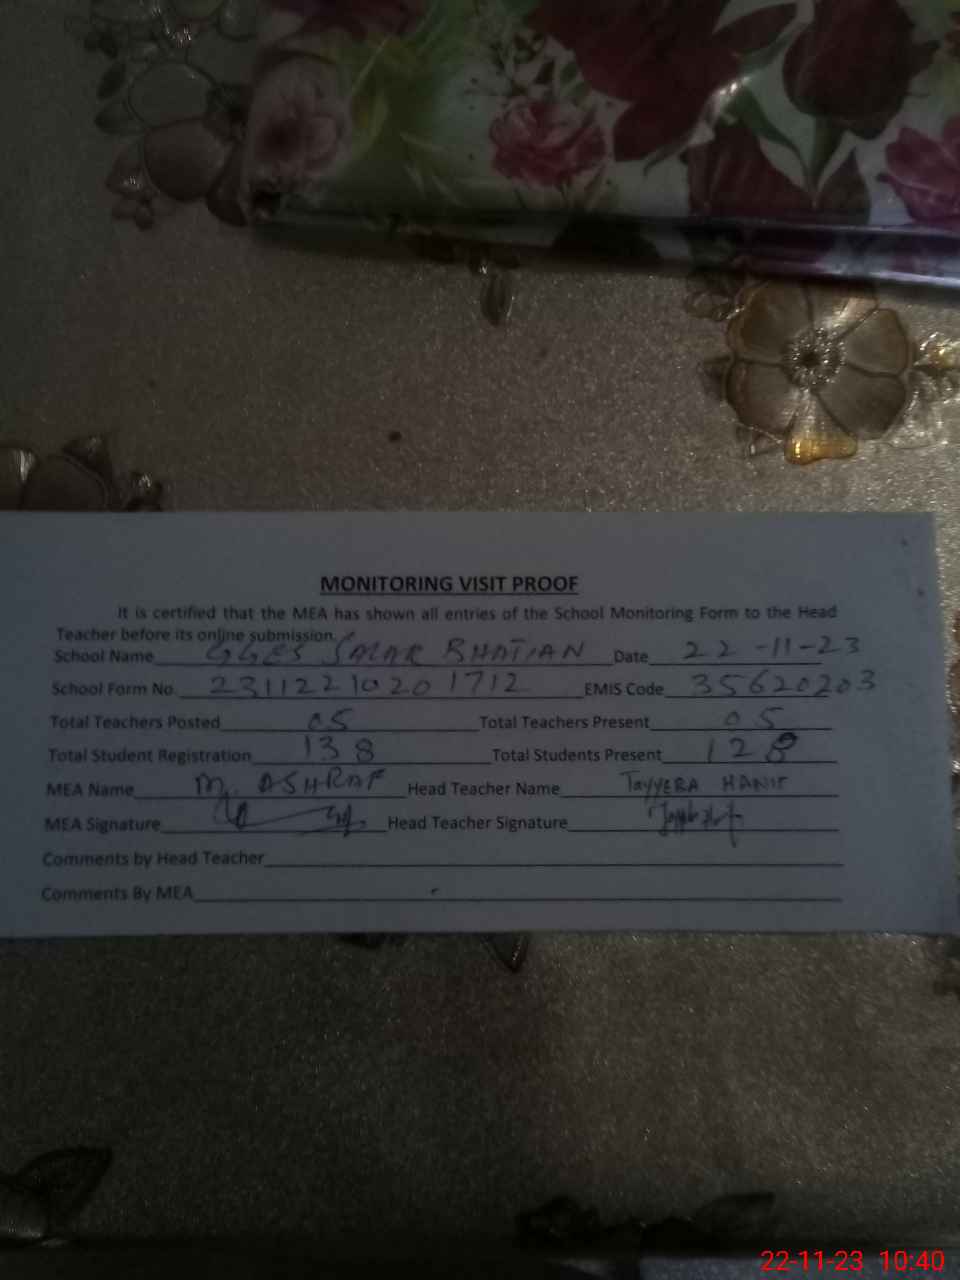 MONITORING VISIT PROOF
It is certified that the MEA has shown all entries of the School Monitoring Form to the Head
Teacher before its online submission.
School Name GGES SALAR BHATIAN Date 22-11-23
School Form No. 2311221020 1712 EMIS Code 35620203
Total Teachers Posted 05 Total Teachers Present 05
Total Student Registration 138 Total Students Present 128
MEA Name M. ASHRAF Head Teacher Name TAYYEBA HANIF
MEA Signature Head Teacher Signature
Comments by Head Teacher
Comments By MEA
22-11-23 10:40